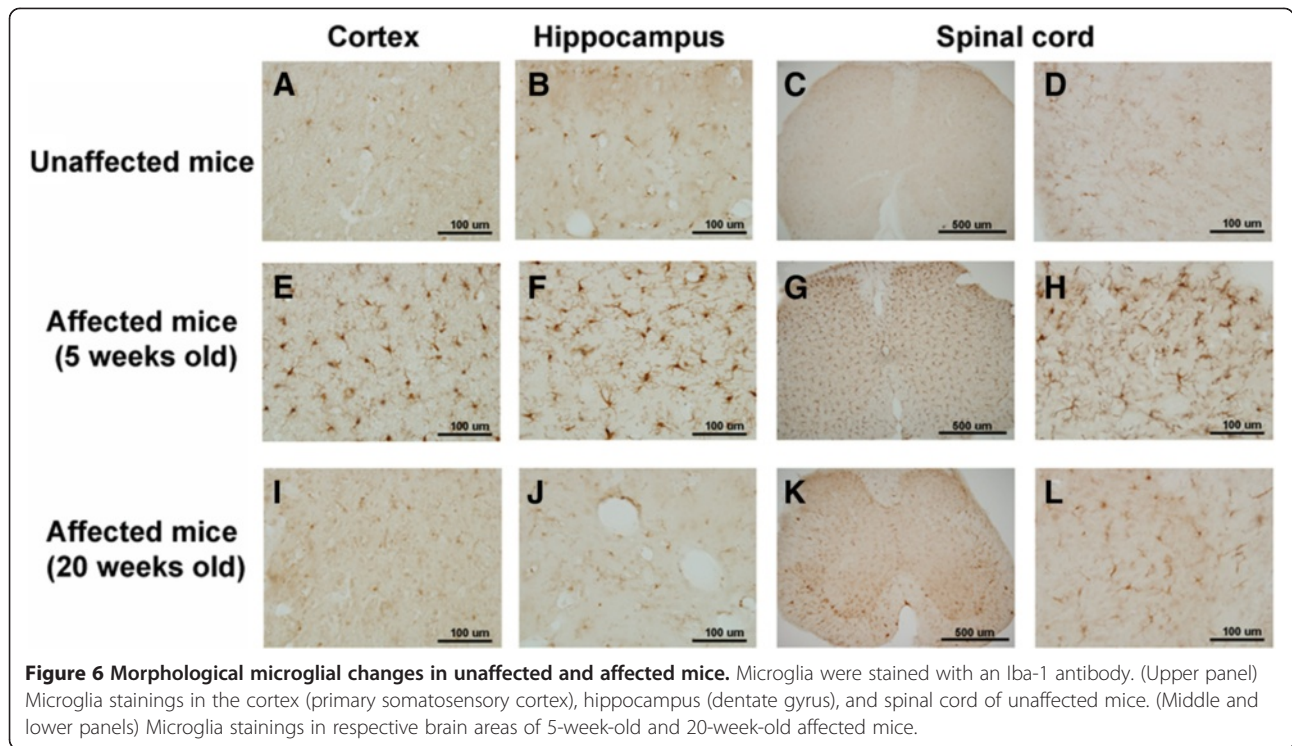 Cortex Hippocampus Spinal cord
Unaffected mice
A B C D
100 um 100 um 500 um 100 um
Affected mice
(5 weeks old)
E F G H
100 um 100 um 500 um 100 um
Affected mice
(20 weeks old)
I J K L
100 um 100 um 500 um 100 um
Figure 6 Morphological microglial changes in unaffected and affected mice. Microglia were stained with an Iba-1 antibody. (Upper panel)
Microglia stainings in the cortex (primary somatosensory cortex), hippocampus (dentate gyrus), and spinal cord of unaffected mice. (Middle and
lower panels) Microglia stainings in respective brain areas of 5-week-old and 20-week-old affected mice.